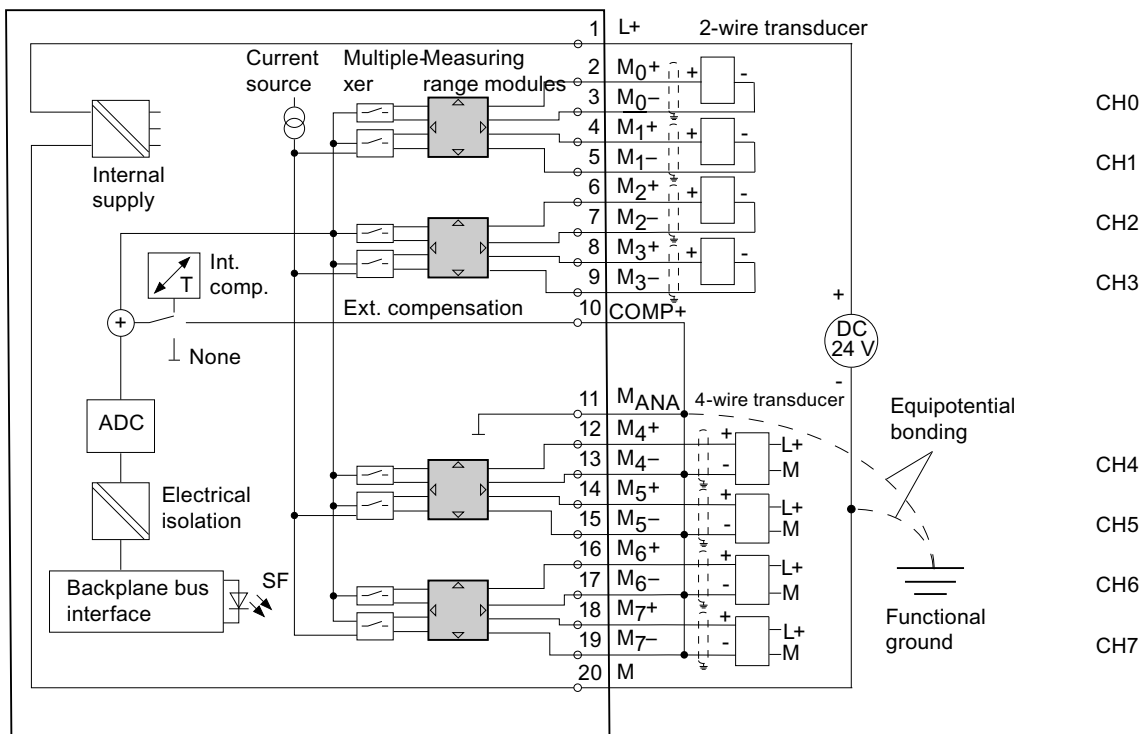 1 L+ 2-wire transducer
Current source
Multiple-xer
Measuring range modules
2 M0+ + -
3 M0− CH0
4 M1+ + -
5 M1− CH1
Internal supply
6 M2+ + -
7 M2− CH2
8 M3+ + -
9 M3− CH3
T Int. comp.
10 COMP+
Ext. compensation
+
None
+
DC 24 V
-
11 MANA 4-wire transducer
Equipotential bonding
ADC
12 M4+ + L+
13 M4− - M CH4
14 M5+ + L+
15 M5− - M CH5
Electrical isolation
16 M6+ + L+
17 M6− - M CH6
18 M7+ + L+
19 M7− - M CH7
Backplane bus interface
SF
Functional ground
20 M